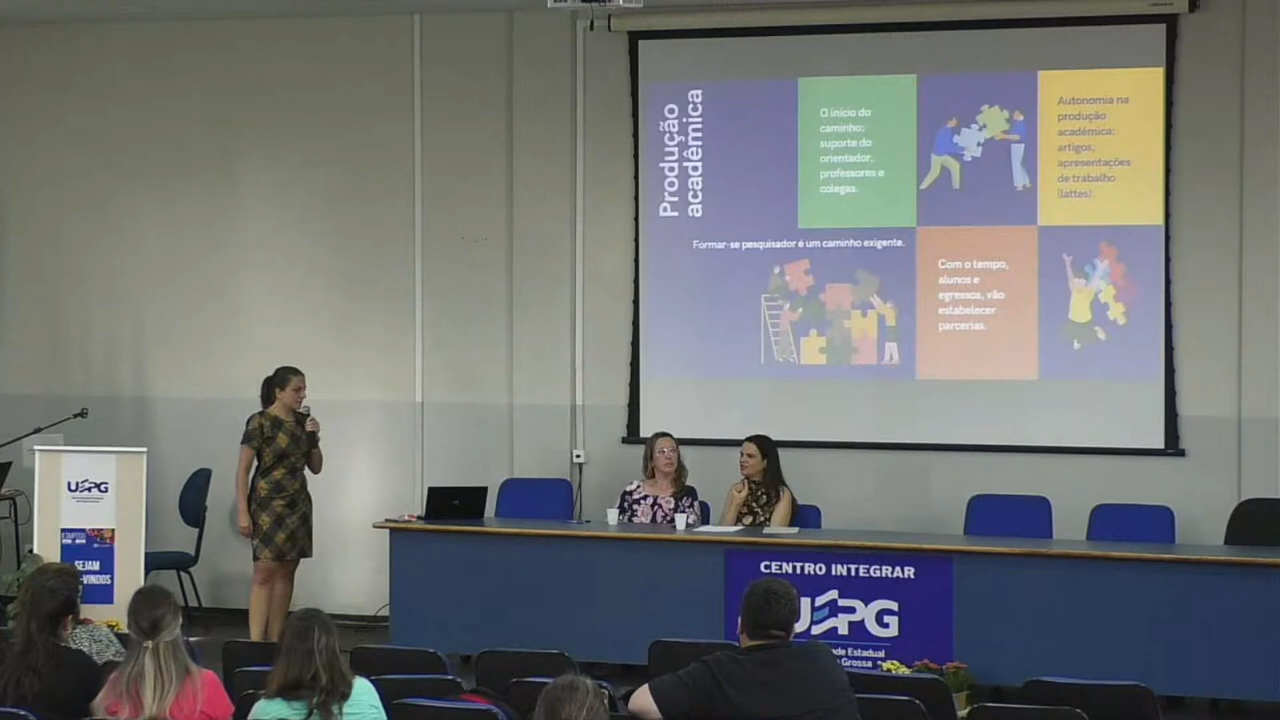 Produção
acadêmica
O início do
caminho:
suporte do
orientador,
professores e
colegas.
Autonomia na
produção
acadêmica:
artigos,
apresentações
de trabalho
(lattes).
Formar-se pesquisador é um caminho exigente.
Com o tempo,
alunos e
egressos, vão
estabelecer
parcerias.
UEPG
SEJAM
-VINDOS
CENTRO INTEGRAR
UEPG
dade Estadual
Grossa